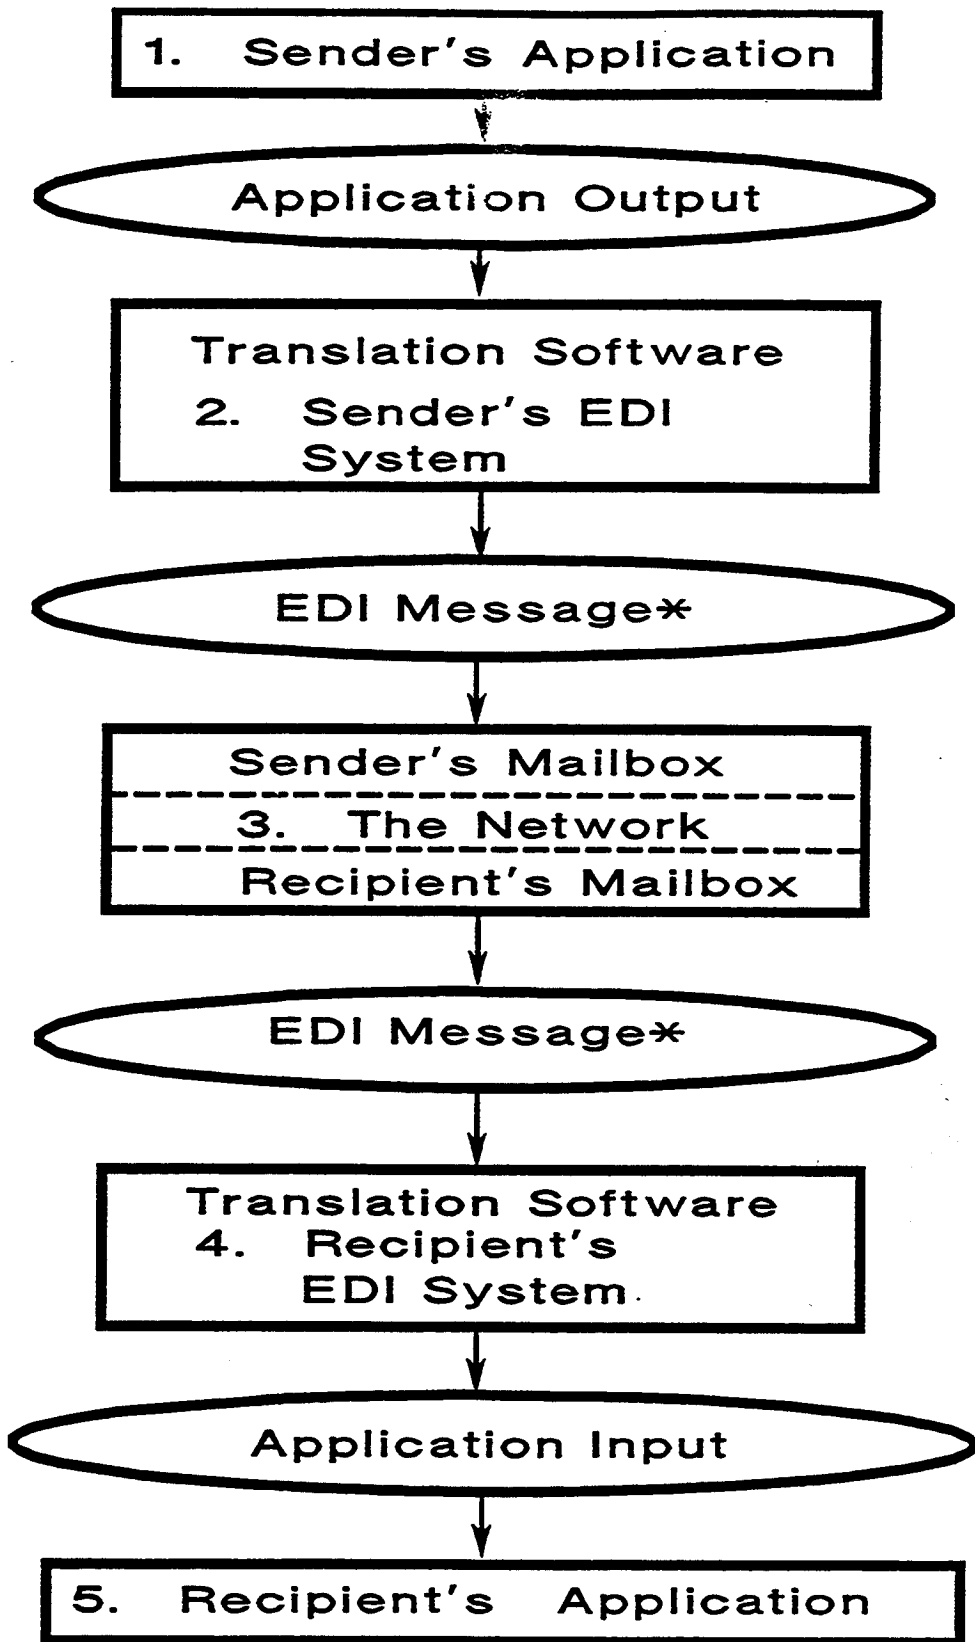 1. Sender's Application
Application Output
Translation Software
2. Sender's EDI
System
EDI Message*
Sender's Mailbox
3. The Network
Recipient's Mailbox
EDI Message*
Translation Software
4. Recipient's
EDI System
Application Input
5. Recipient's Application